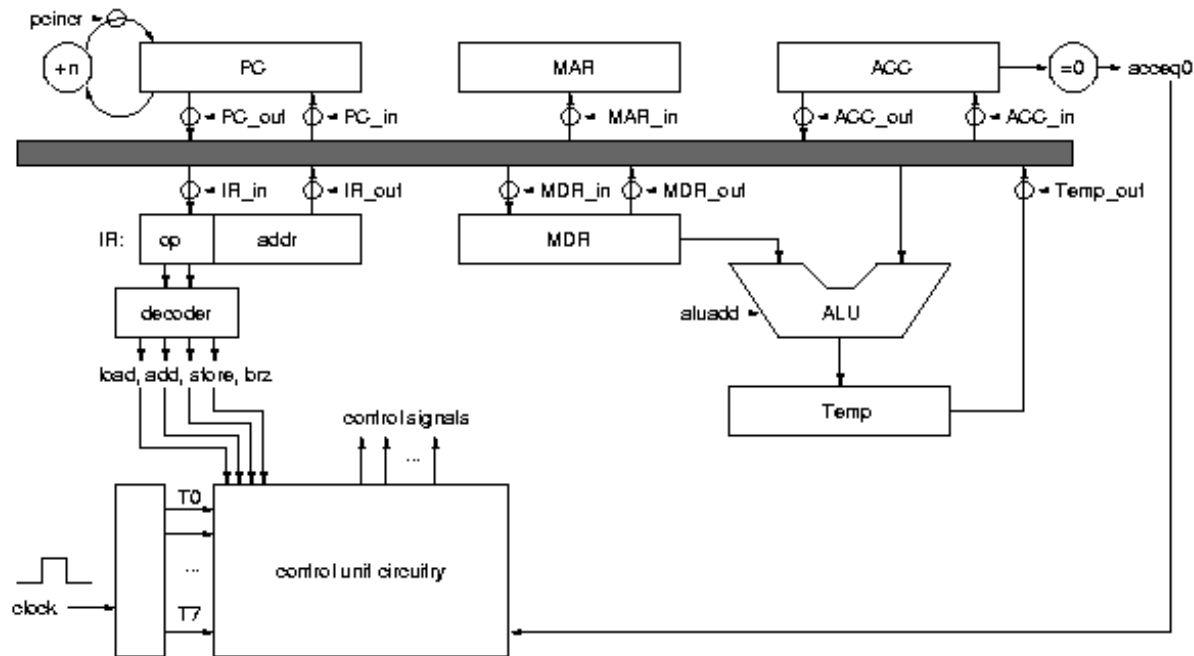 pcincr
+n
PC
MAR
ACC
=0
acceq0
PC_out
PC_in
MAR_in
ACC_out
ACC_in
IR_in
IR_out
MDR_in
MDR_out
Temp_out
IR:
op
addr
MDR
decoder
aluadd
ALU
load, add, store, brz
control signals
...
Temp
T0
...
control unit circuitry
clock
T7